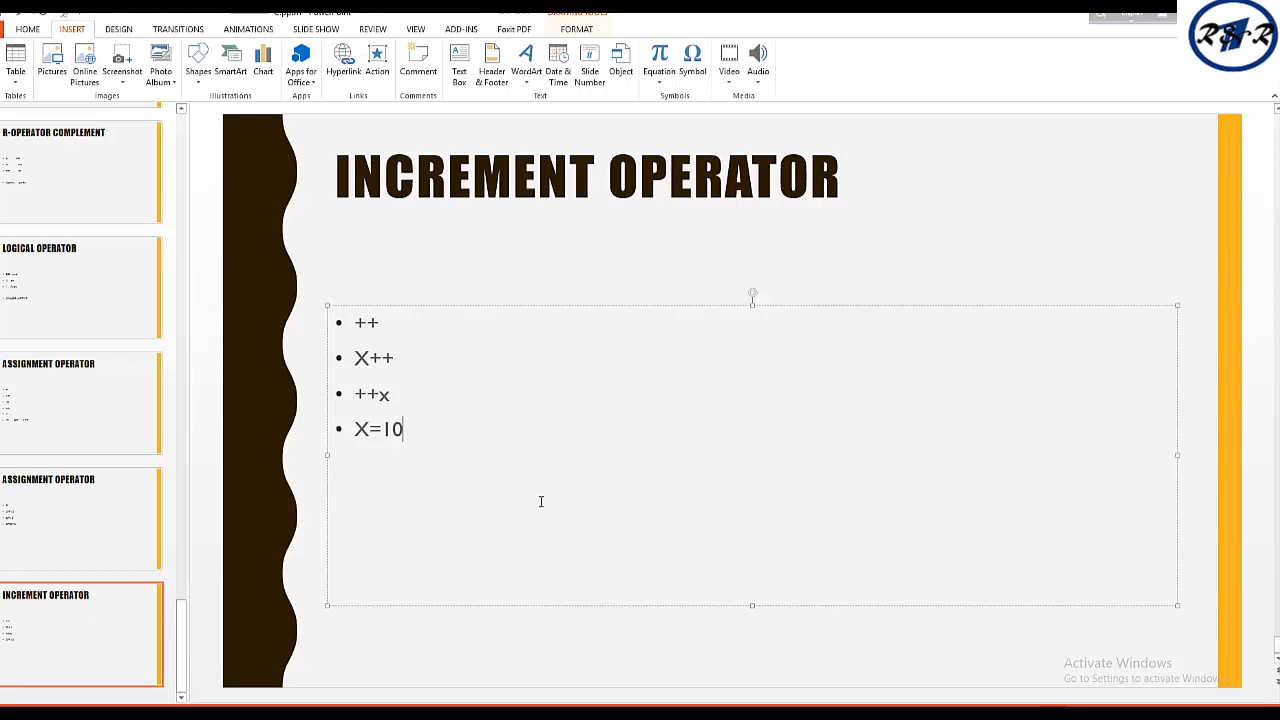 HOME INSERT DESIGN TRANSITIONS ANIMATIONS SLIDE SHOW REVIEW VIEW ADD-INS Foxit PDF FORMAT
Table Pictures Online Pictures Screenshot Photo Album Shapes SmartArt Chart Apps for Office Hyperlink Action Comment Text Box Header & Footer WordArt Date & Time Slide Number Object Equation Symbol Video Audio
Tables Images Illustrations Apps Links Comments Text Symbols Media
R&R
R-OPERATOR COMPLEMENT
LOGICAL OPERATOR
ASSIGNMENT OPERATOR
ASSIGNMENT OPERATOR
INCREMENT OPERATOR
INCREMENT OPERATOR
• ++
• X++
• ++x
• X=10
Activate Windows
Go to Settings to activate Windows